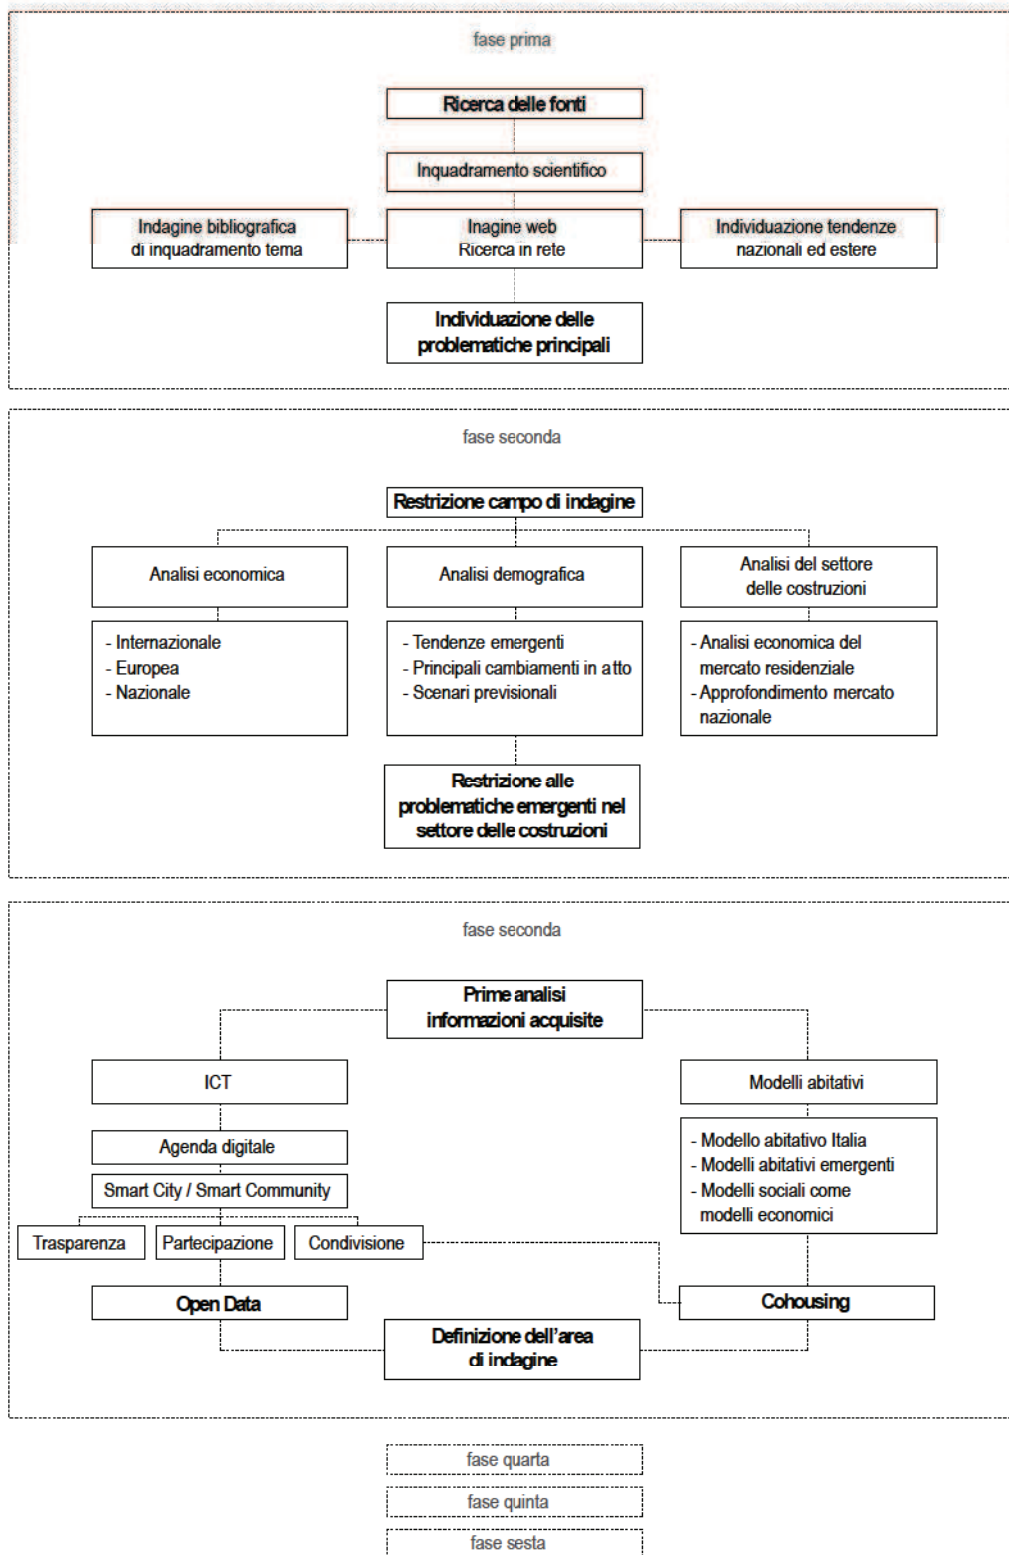 fase prima
Ricerca delle fonti
Inquadramento scientifico
Indagine bibliografica
di inquadramento tema
Inagine web
Ricerca in rete
Individuazione tendenze
nazionali ed estere
Individuazione delle
problematiche principali
fase seconda
Restrizione campo di indagine
Analisi economica
Analisi demografica
Analisi del settore
delle costruzioni
- Internazionale
- Europea
- Nazionale
- Tendenze emergenti
- Principali cambiamenti in atto
- Scenari previsionali
- Analisi economica del
mercato residenziale
- Approfondimento mercato
nazionale
Restrizione alle
problematiche emergenti nel
settore delle costruzioni
fase seconda
Prime analisi
informazioni acquisite
ICT
Modelli abitativi
Agenda digitale
Smart City / Smart Community
- Modello abitativo Italia
- Modelli abitativi emergenti
- Modelli sociali come
modelli economici
Trasparenza
Partecipazione
Condivisione
Open Data
Cohousing
Definizione dell'area
di indagine
fase quarta
fase quinta
fase sesta